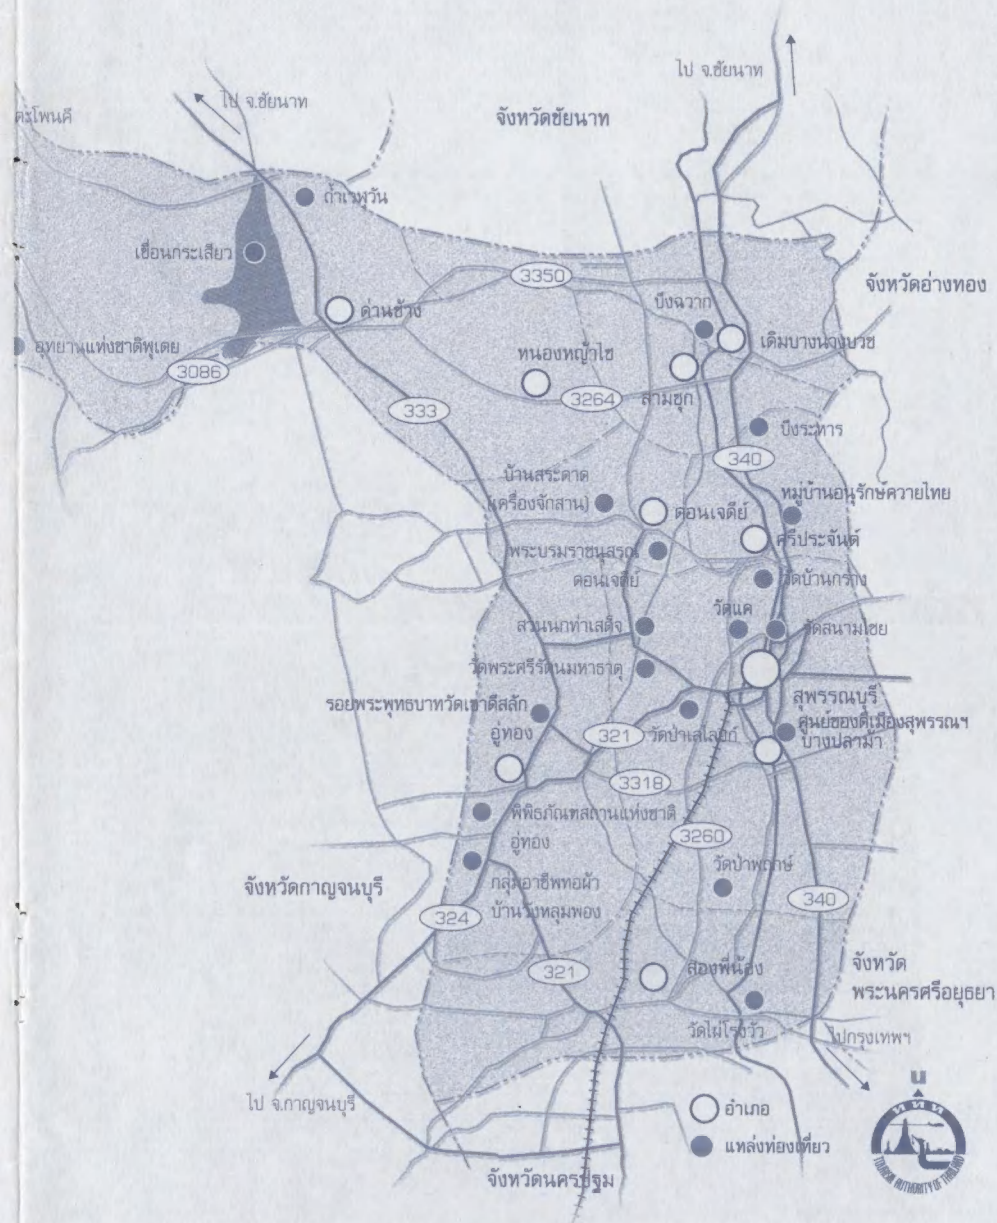 ไป จ.ชัยนาท
ไป จ.ชัยนาท
ตะโพนคี
จังหวัดชัยนาท
ถ้ำเวฬุวัน
เขื่อนกระเสียว
3350
จังหวัดอ่างทอง
ด่านช้าง
บึงฉวาก
เดิมบางนางบวช
อุทยานแห่งชาติพุเตย
หนองหญ้าไซ
3086
3264
สามชุก
333
บึงระหาร
340
บ้านสระดาด
(เครื่องจักสาน)
หมู่บ้านอนุรักษ์ควายไทย
ดอนเจดีย์
ศรีประจันต์
พระบรมราชนุสรณ์
ดอนเจดีย์
วัดบ้านกร่าง
วัดแค
สวนนกท่าเสด็จ
วัดสนามไชย
วัดพระศรีรัตนมหาธาตุ
สุพรรณบุรี
รอยพระพุทธบาทวัดเขาดีสลัก
อู่ทอง
321
วัดป่าเลไลยก์
ศูนย์ของดีเมืองสุพรรณฯ
บางปลาม้า
3318
พิพิธภัณฑสถานแห่งชาติ
อู่ทอง
3260
วัดป่าพฤกษ์
จังหวัดกาญจนบุรี
กลุ่มอาชีพทอผ้า
บ้านวังหลุมพอง
340
324
321
สองพี่น้อง
จังหวัด
พระนครศรีอยุธยา
วัดไผ่โรงวัว
ไปกรุงเทพฯ
น
ไป จ.กาญจนบุรี
อำเภอ
แหล่งท่องเที่ยว
ททท
TOURISM AUTHORITY OF THAILAND
จังหวัดนครปฐม